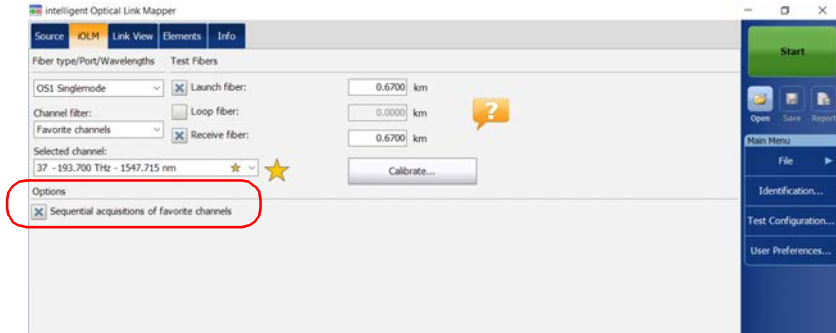 intelligent Optical Link Mapper
Source iOLM Link View Elements Info
Fiber type/Port/Wavelengths Test Fibers
OS1 Singlemode
Launch fiber: 0.6700 km
Channel filter:
Loop fiber: 0.0000 km
Favorite channels
Receive fiber: 0.6700 km
Selected channel:
37 - 193.700 THz - 1547.715 nm
Calibrate...
Options
Sequential acquisitions of favorite channels
Start
Open Save Report
Main Menu
File
Identification...
Test Configuration...
User Preferences...